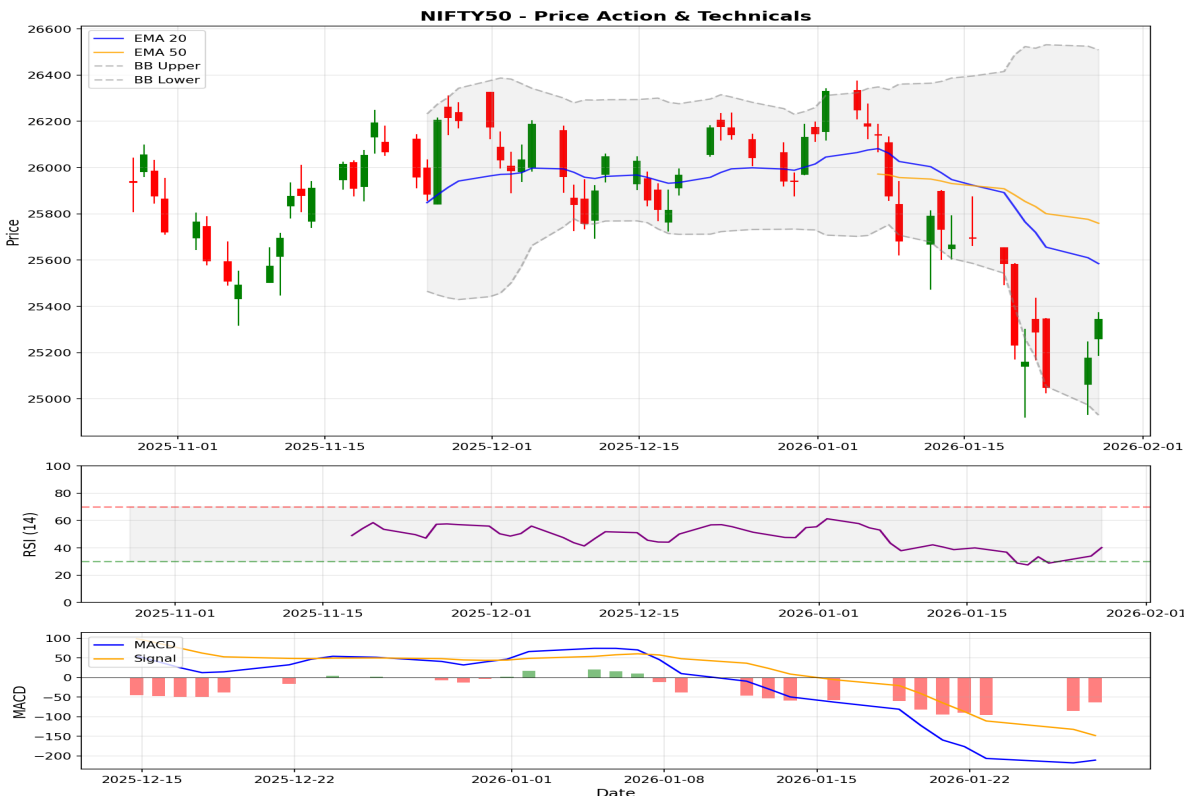 NIFTY50 - Price Action & Technicals
EMA 20
EMA 50
BB Upper
BB Lower
26600
26400
26200
26000
25800
25600
25400
25200
25000
Price
2025-11-01 2025-11-15 2025-12-01 2025-12-15 2026-01-01 2026-01-15 2026-02-01
100
80
60
40
20
0
RSI (14)
2025-11-01 2025-11-15 2025-12-01 2025-12-15 2026-01-01 2026-01-15 2026-02-01
MACD
Signal
100
50
0
−50
−100
−150
−200
MACD
2025-12-15 2025-12-22 2026-01-01 2026-01-08 2026-01-15 2026-01-22
Date